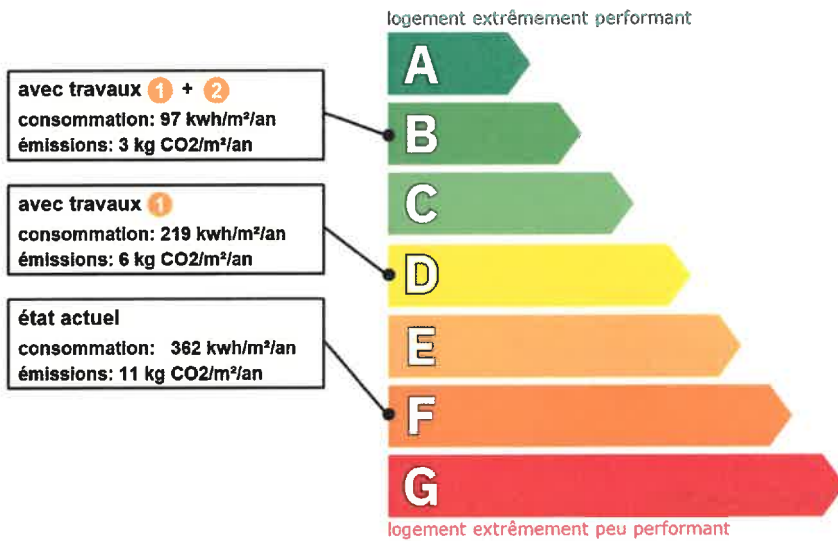 logement extrêmement performant
A
avec travaux 1 + 2
consommation: 97 kwh/m²/an
émissions: 3 kg CO2/m²/an
B
C
avec travaux 1
consommation: 219 kwh/m²/an
émissions: 6 kg CO2/m²/an
D
état actuel
consommation: 362 kwh/m²/an
émissions: 11 kg CO2/m²/an
E
F
G
logement extrêmement peu performant